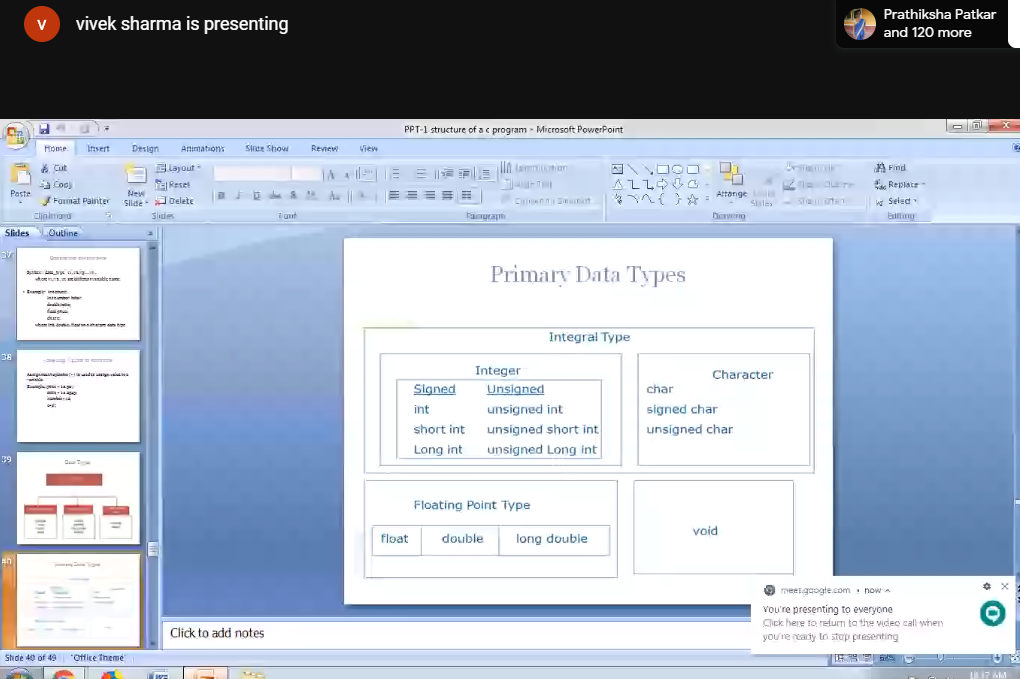 V
vivek sharma is presenting
Prathiksha Patkar
and 120 more
PPT-1 structure of a c program - Microsoft PowerPoint
Home Insert Design Animations Slide Show Review View
Cut
Copy
Format Painter
Paste
Clipboard
New
Slide
Layout
Reset
Delete
Slides
Font
Paragraph
Arrange
Drawing
Find
Replace
Select
Editing
Slides Outline
38
39
40
Data Types
Primary Data Types
Integral Type
Integer
Signed Unsigned
int unsigned int
short int unsigned short int
Long int unsigned Long int
Character
char
signed char
unsigned char
Floating Point Type
float double long double
void
Click to add notes
meet.google.com • now
You're presenting to everyone
Click here to return to the video call when
you're ready to stop presenting
Slide 40 of 49 "Office Theme"